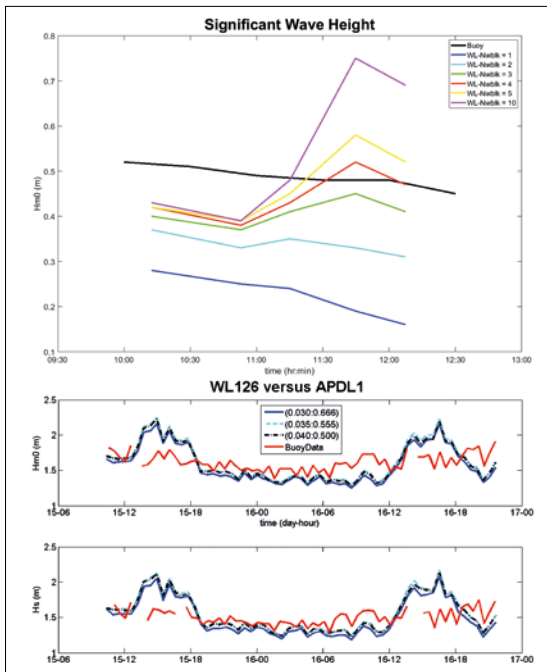 Significant Wave Height
Hm0 (m)
0.8
0.7
0.6
0.5
0.4
0.3
0.2
0.1
Buoy
WL-Nwblk = 1
WL-Nwblk = 2
WL-Nwblk = 3
WL-Nwblk = 4
WL-Nwblk = 5
WL-Nwblk = 10
09:30 10:00 10:30 11:00 11:30 12:00 12:30 13:00
time (hr:min)
WL126 versus APDL1
Hm0 (m)
2.5
2
1.5
1
(0.030:0.666)
(0.035:0.555)
(0.040:0.500)
BuoyData
15-06 15-12 15-18 16-00 16-06 16-12 16-18 17-00
time (day-hour)
Hs (m)
2.5
2
1.5
1
15-06 15-12 15-18 16-00 16-06 16-12 16-18 17-00